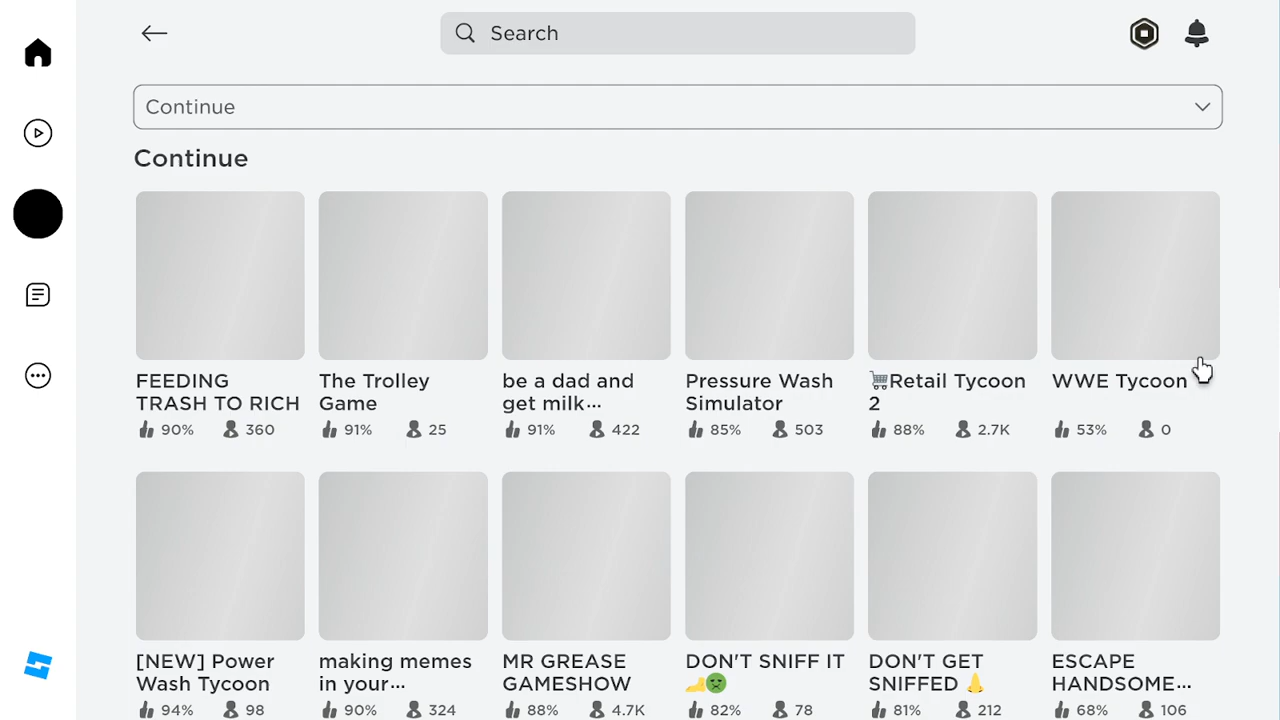 Search
Continue
Continue
FEEDING TRASH TO RICH
90% 360
The Trolley Game
91% 25
be a dad and get milk...
91% 422
Pressure Wash Simulator
85% 503
🛒Retail Tycoon 2
88% 2.7K
WWE Tycoon
53% 0
[NEW] Power Wash Tycoon
94% 98
making memes in your...
90% 324
MR GREASE GAMESHOW
88% 4.7K
DON'T SNIFF IT 🦶🤢
82% 78
DON'T GET SNIFFED 👃
81% 212
ESCAPE HANDSOME...
68% 106